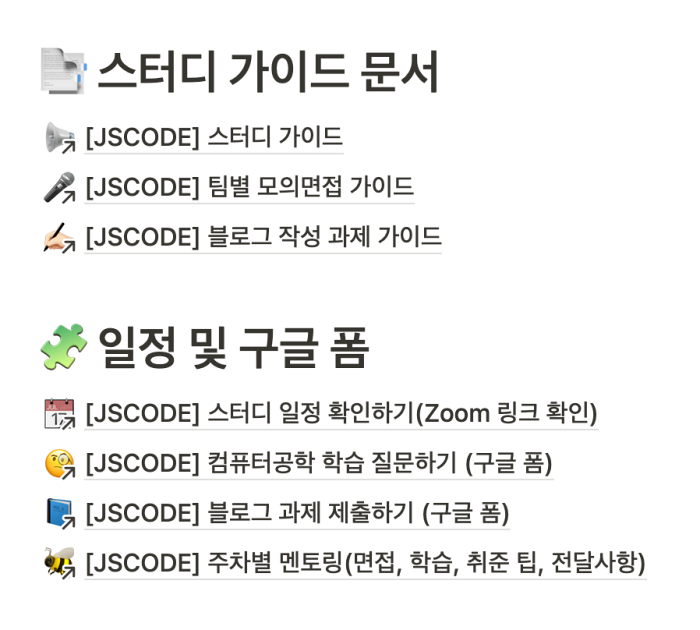 스터디 가이드 문서
[JSCODE] 스터디 가이드
[JSCODE] 팀별 모의면접 가이드
[JSCODE] 블로그 작성 과제 가이드
일정 및 구글 폼
[JSCODE] 스터디 일정 확인하기(Zoom 링크 확인)
[JSCODE] 컴퓨터공학 학습 질문하기 (구글 폼)
[JSCODE] 블로그 과제 제출하기 (구글 폼)
[JSCODE] 주차별 멘토링(면접, 학습, 취준 팁, 전달사항)